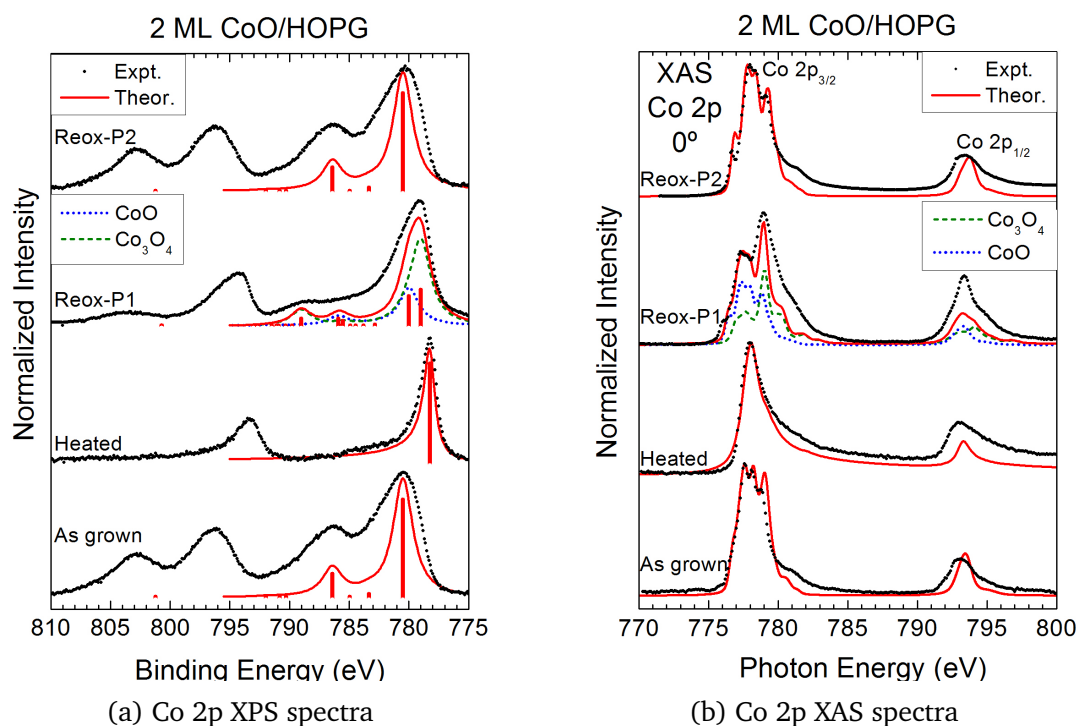 2 ML CoO/HOPG
Expt.
Theor.
Reox-P2
CoO
Co3O4
Reox-P1
Heated
As grown
Normalized Intensity
810 805 800 795 790 785 780 775
Binding Energy (eV)
(a) Co 2p XPS spectra
2 ML CoO/HOPG
XAS
Co 2p
0º
Co 2p3/2
Expt.
Theor.
Co 2p1/2
Reox-P2
Co3O4
CoO
Reox-P1
Heated
As grown
Normalized Intensity
770 775 780 785 790 795 800
Photon Energy (eV)
(b) Co 2p XAS spectra